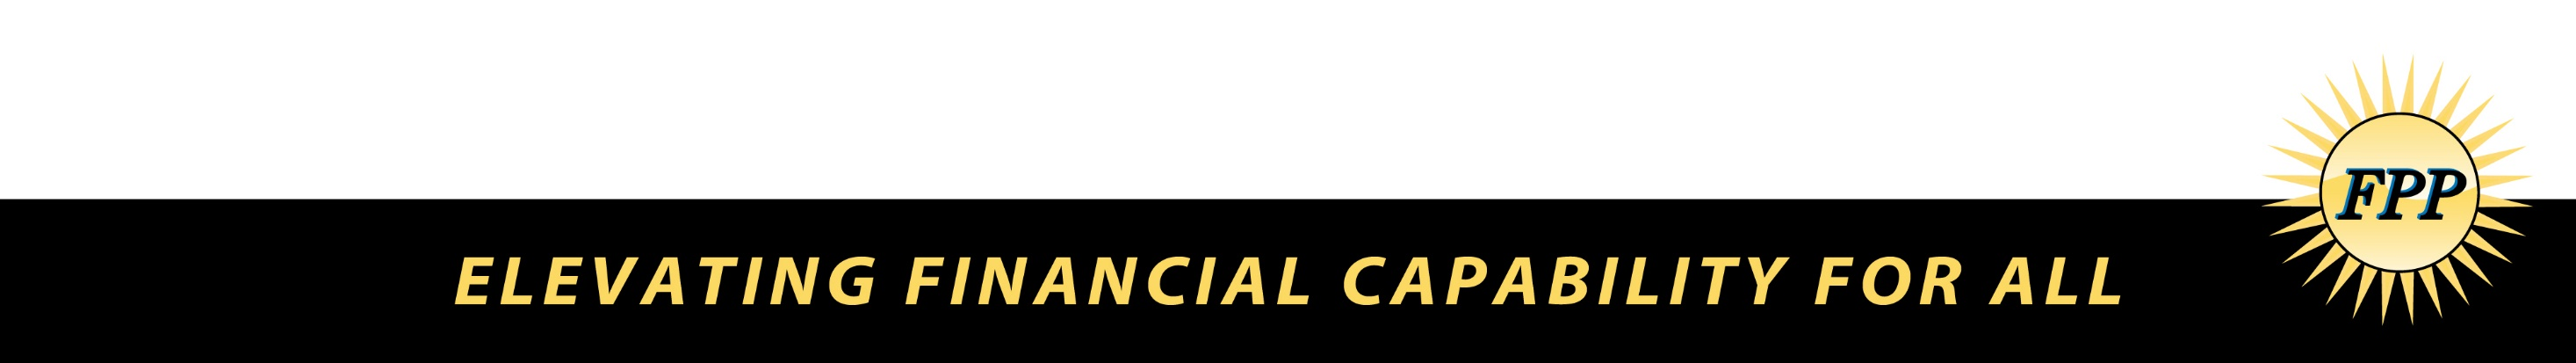 FPP
ELEVATING FINANCIAL CAPABILITY FOR ALL